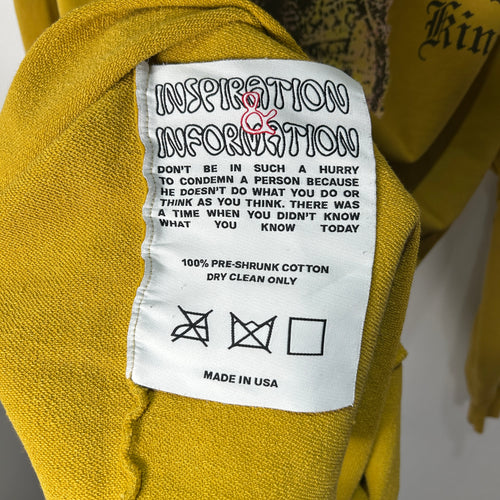 Kin
INSPIRATION
&
INFORMATION
DON'T BE IN SUCH A HURRY
TO CONDEMN A PERSON BECAUSE
HE DOESN'T DO WHAT YOU DO OR
THINK AS YOU THINK. THERE WAS
A TIME WHEN YOU DIDN'T KNOW
WHAT YOU KNOW TODAY
100% PRE-SHRUNK COTTON
DRY CLEAN ONLY
MADE IN USA